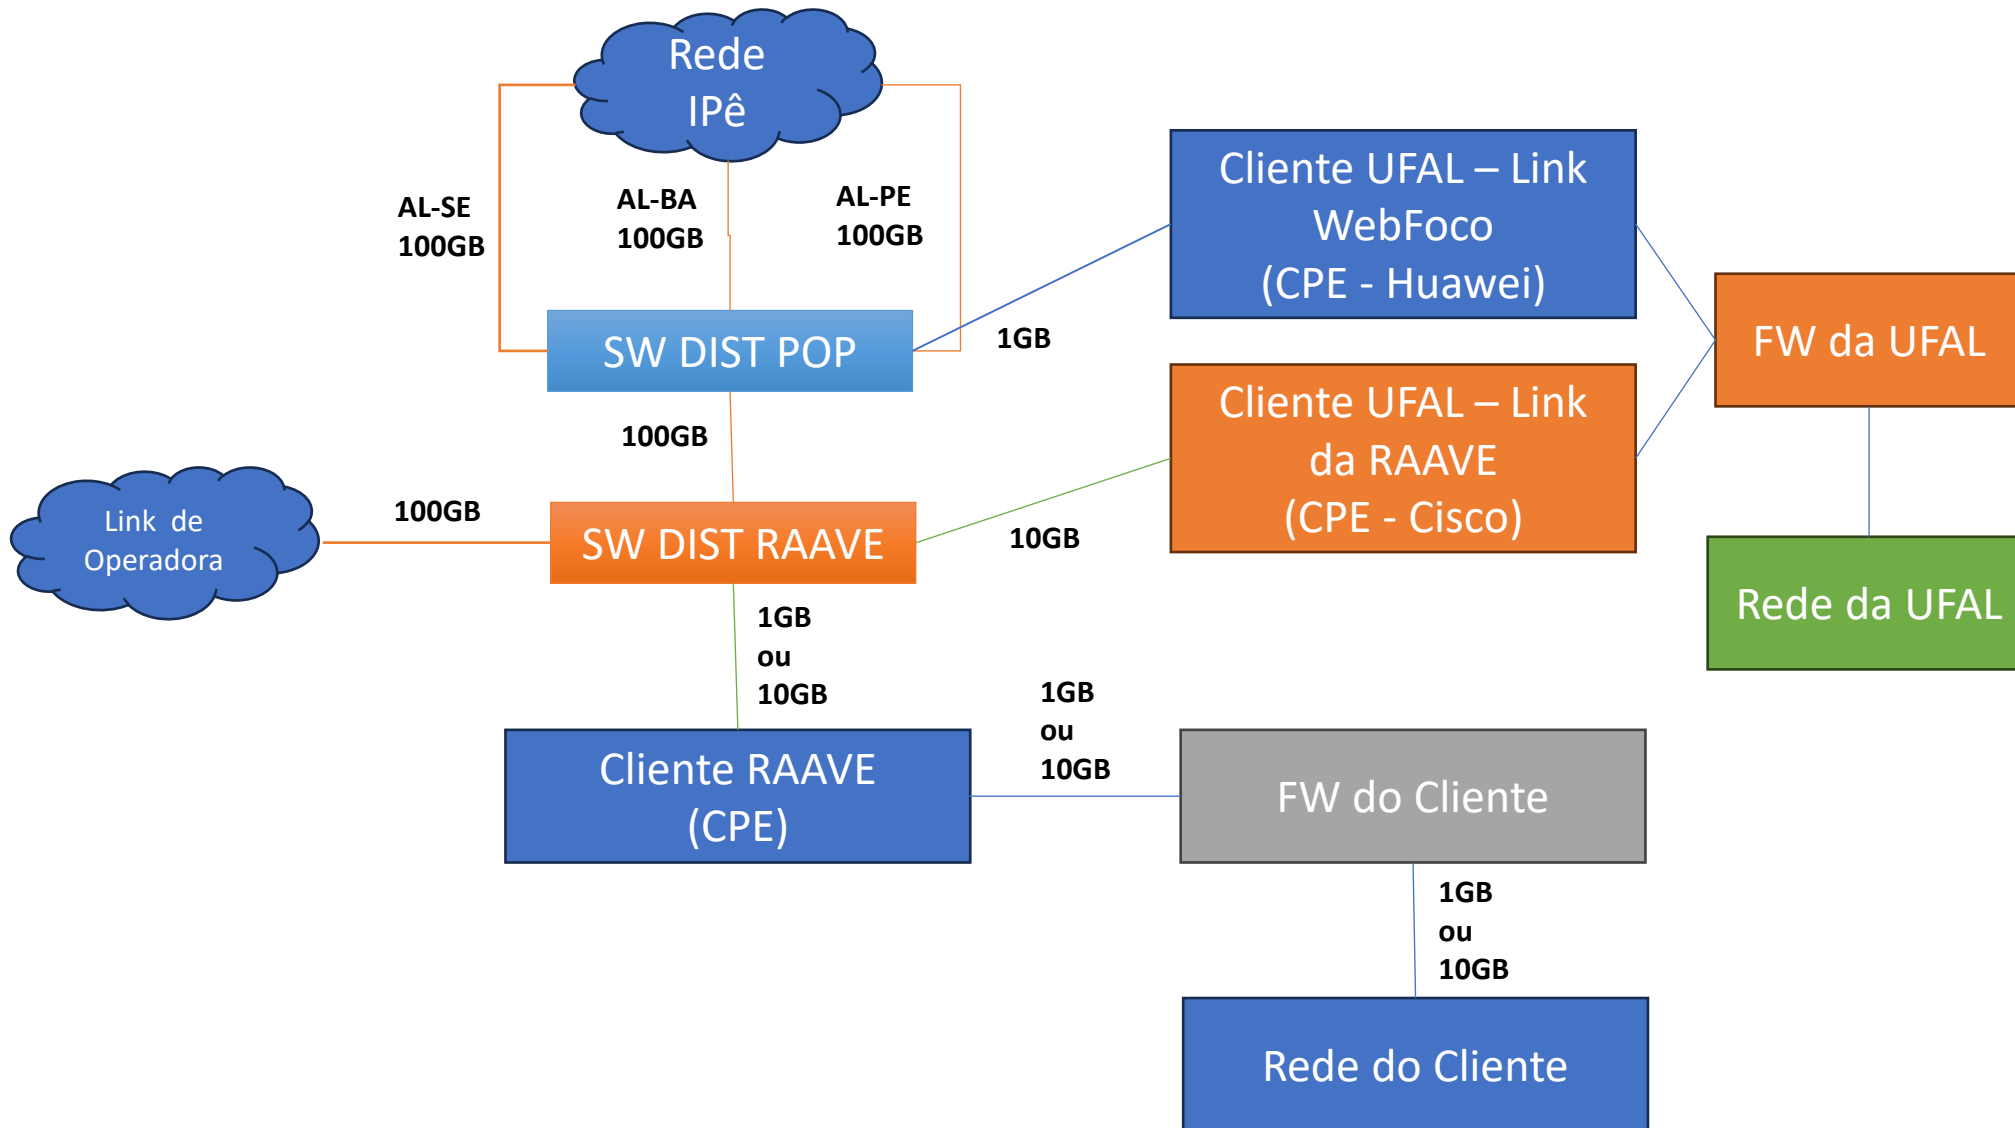 Rede
IPê
AL-SE
100GB
AL-BA
100GB
AL-PE
100GB
Cliente UFAL – Link
WebFoco
(CPE - Huawei)
FW da UFAL
SW DIST POP
1GB
100GB
Cliente UFAL – Link
da RAAVE
(CPE - Cisco)
Link de
Operadora
100GB
SW DIST RAAVE
10GB
Rede da UFAL
1GB
ou
10GB
1GB
ou
10GB
Cliente RAAVE
(CPE)
FW do Cliente
1GB
ou
10GB
Rede do Cliente